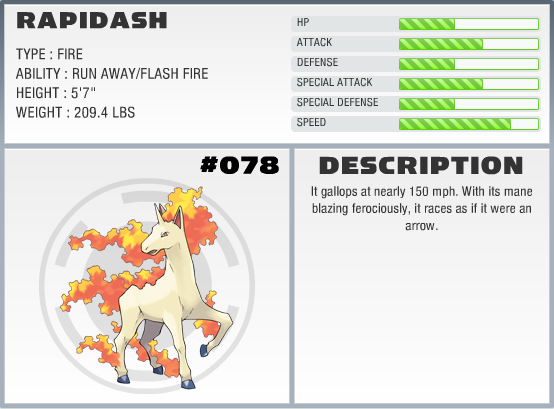 RAPIDASH
TYPE : FIRE
ABILITY : RUN AWAY/FLASH FIRE
HEIGHT : 5'7"
WEIGHT : 209.4 LBS
HP
ATTACK
DEFENSE
SPECIAL ATTACK
SPECIAL DEFENSE
SPEED
#078
DESCRIPTION
It gallops at nearly 150 mph. With its mane
blazing ferociously, it races as if it were an
arrow.